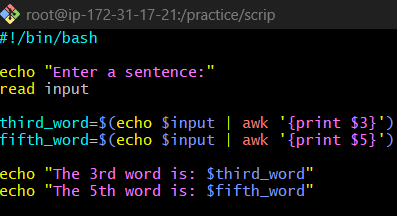 root@ip-172-31-17-21:/practice/scrip
#!/bin/bash
echo "Enter a sentence:"
read input
third_word=$(echo $input | awk '{print $3}')
fifth_word=$(echo $input | awk '{print $5}')
echo "The 3rd word is: $third_word"
echo "The 5th word is: $fifth_word"